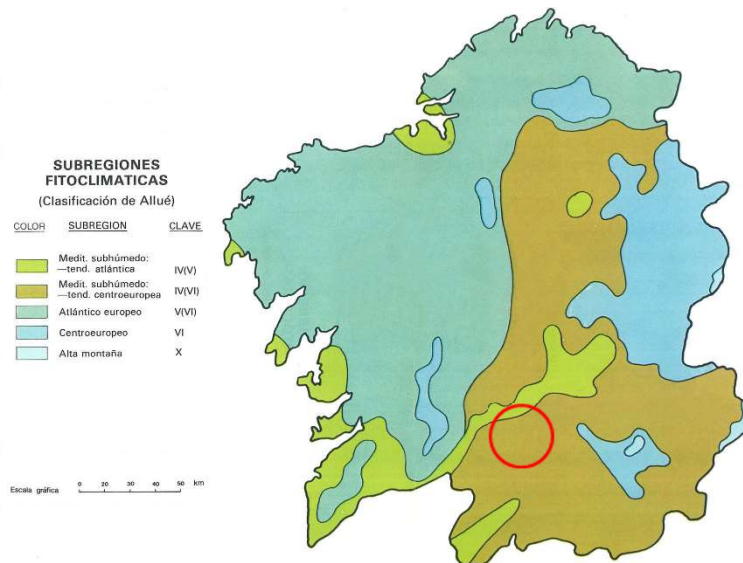 SUBREGIONES
FITOCLIMATICAS
(Clasificación de Allué)
COLOR SUBREGION CLAVE
Medit. subhúmedo:
—tend. atlántica IV(V)
Medit. subhúmedo:
—tend. centroeuropea IV(VI)
Atlántico europeo V(VI)
Centroeuropeo VI
Alta montaña X
Escala gráfica 0 10 20 30 40 50 km